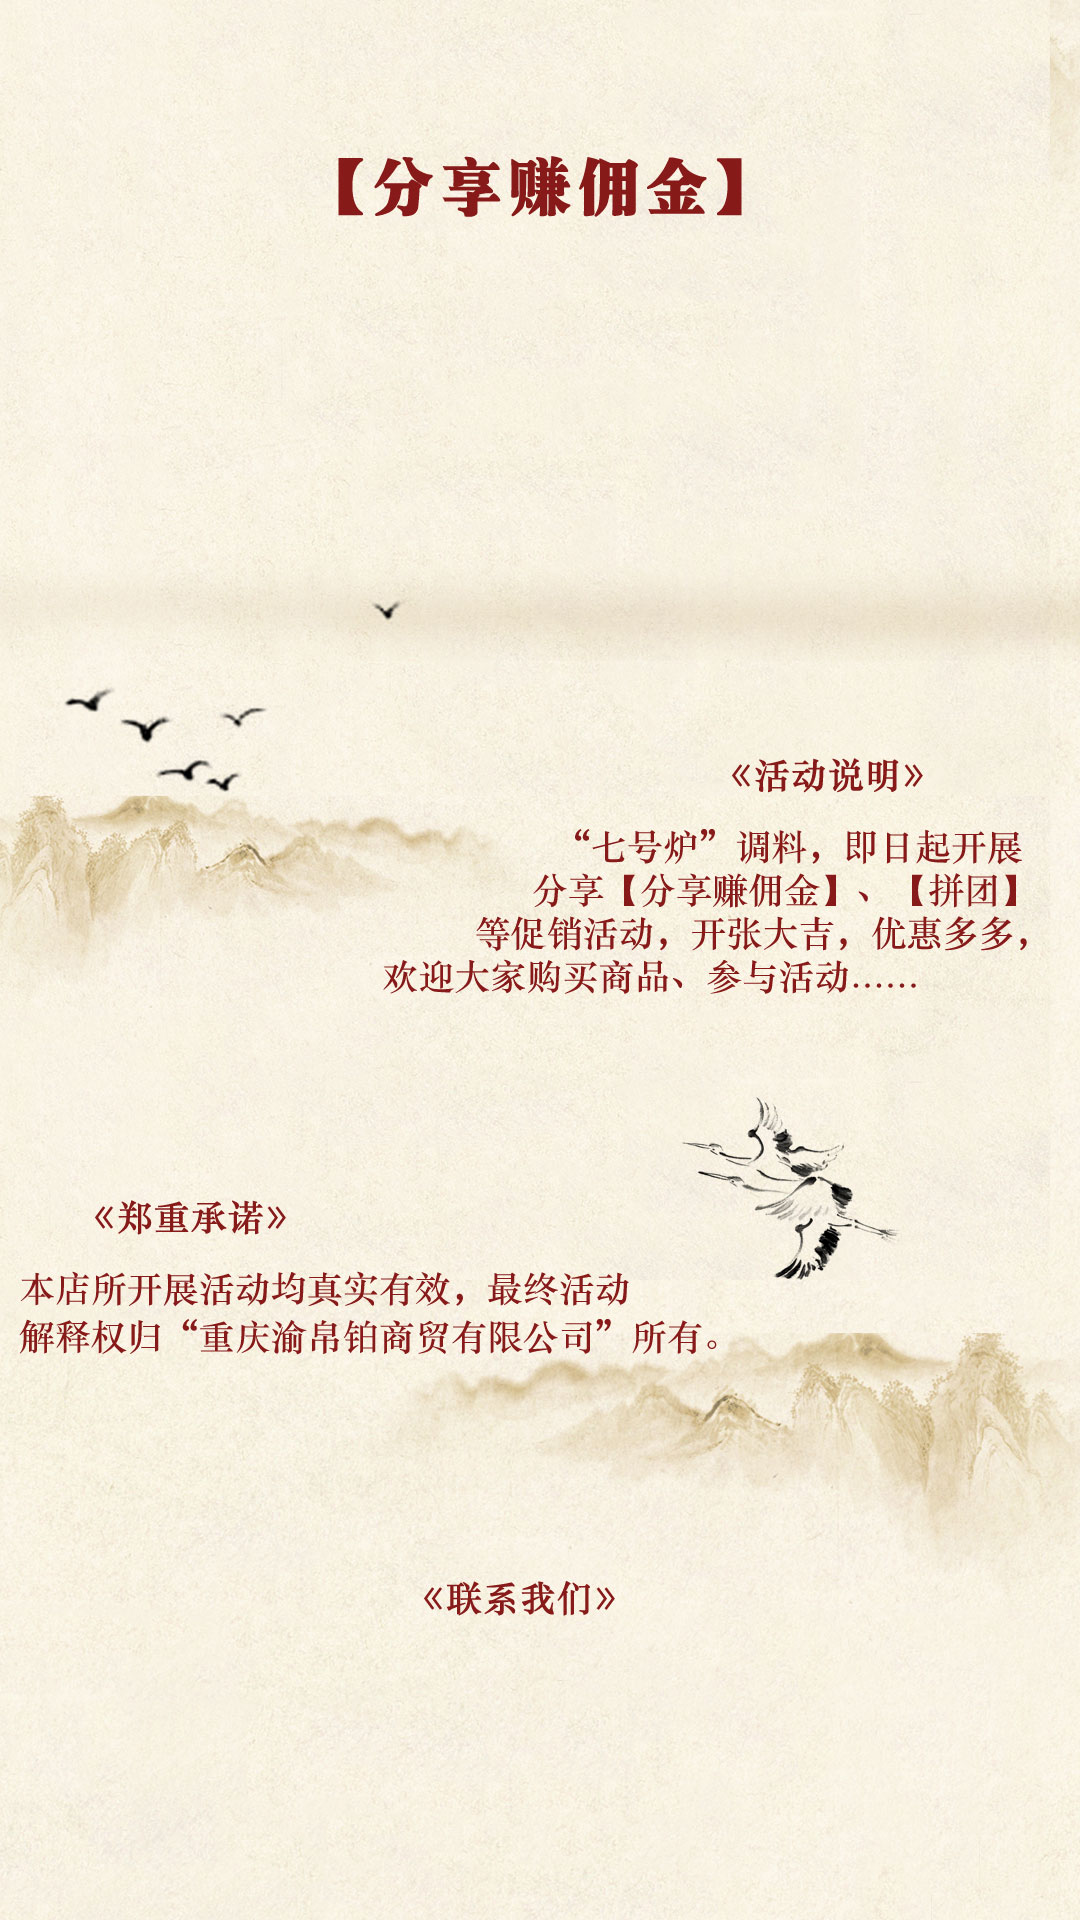 【分享赚佣金】
《活动说明》
“七号炉”调料，即日起开展
分享【分享赚佣金】、【拼团】
等促销活动，开张大吉，优惠多多，
欢迎大家购买商品、参与活动……
《郑重承诺》
本店所开展活动均真实有效，最终活动
解释权归“重庆渝帛铂商贸有限公司”所有。
《联系我们》